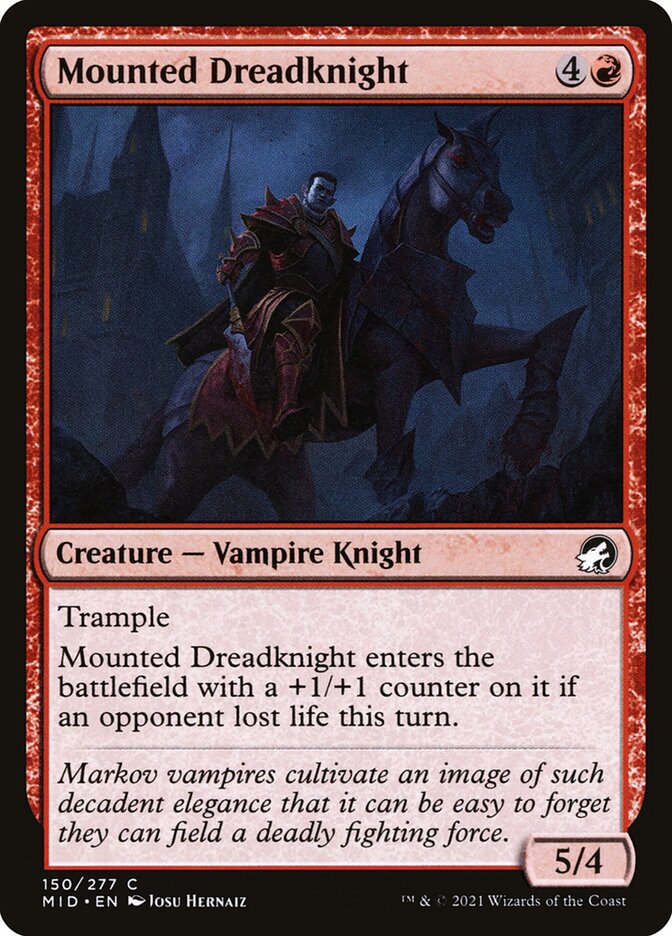 Mounted Dreadknight 4
Creature — Vampire Knight
Trample
Mounted Dreadknight enters the
battlefield with a +1/+1 counter on it if
an opponent lost life this turn.
Markov vampires cultivate an image of such
decadent elegance that it can be easy to forget
they can field a deadly fighting force.
5/4
150/277 C
MID • EN Josu Hernaiz
™ & © 2021 Wizards of the Coast